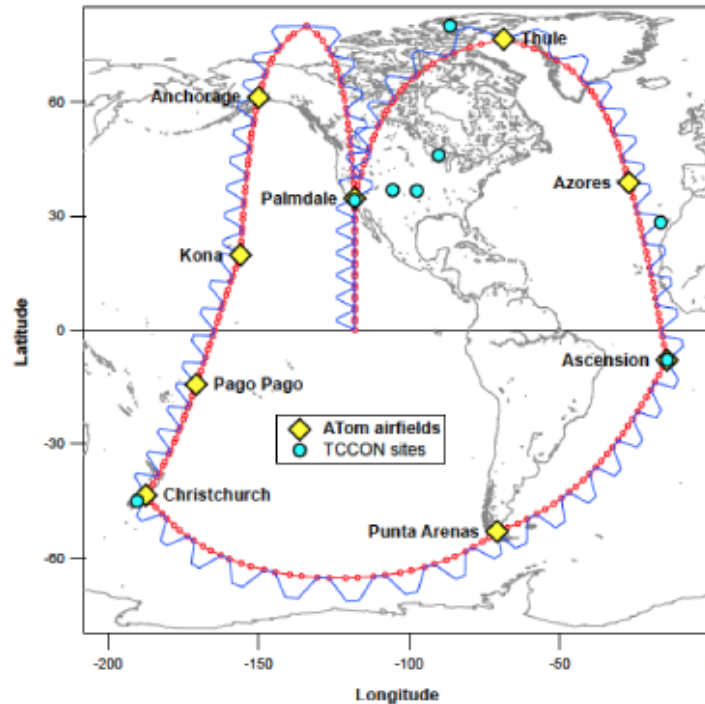 Thule
60
Anchorage
Azores
Palmdale
30
Kona
Latitude
0
Ascension
Pago Pago
ATom airfields
TCCON sites
-30
Christchurch
Punta Arenas
-60
-200 -150 -100 -50
Longitude